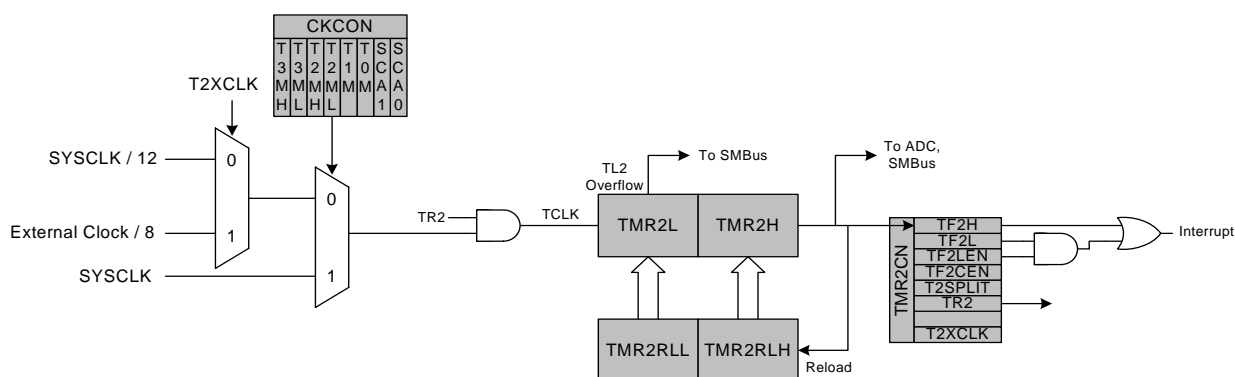 CKCON
T3MH
T3ML
T2MH
T2ML
T1M
T0M
SCA1
SCA0
T2XCLK
SYSCLK / 12
0
External Clock / 8
1
SYSCLK
0
1
TR2
TCLK
TL2
Overflow
To SMBus
To ADC,
SMBus
TMR2L
TMR2H
TMR2RLL
TMR2RLH
Reload
TMR2CN
TF2H
TF2L
TF2LEN
TF2CEN
T2SPLIT
TR2
T2XCLK
Interrupt